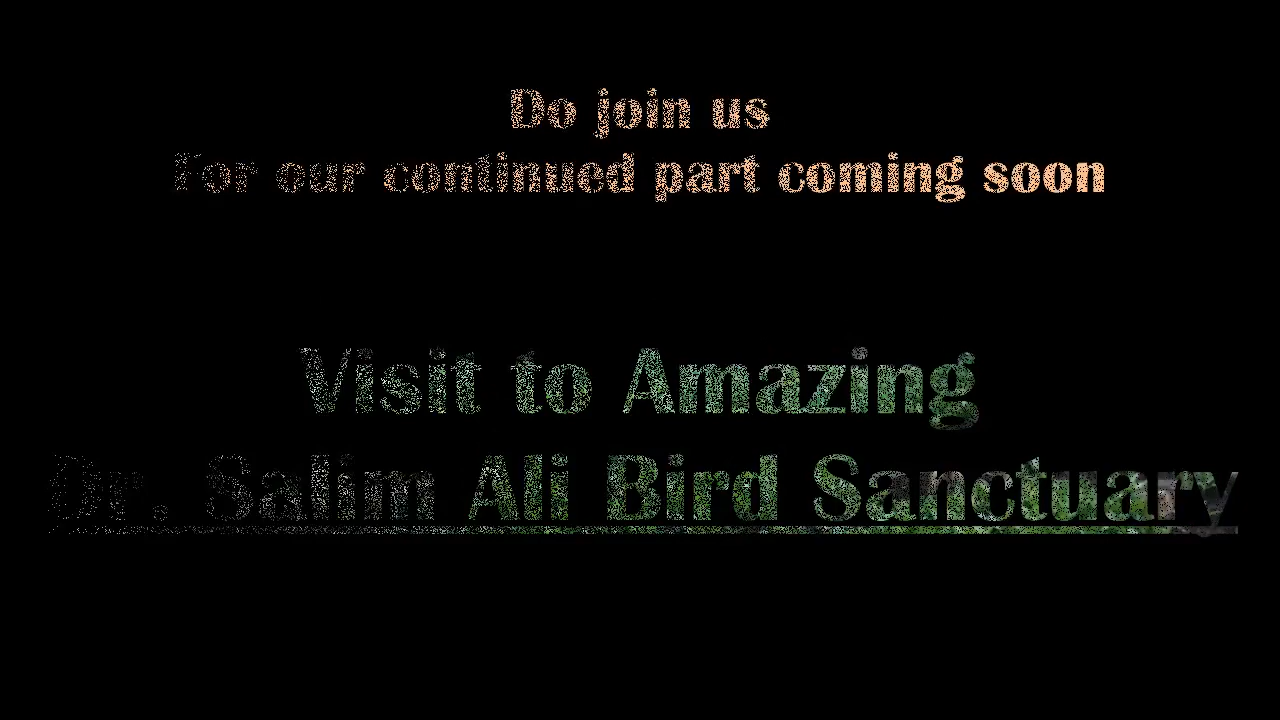 Do join us
For our continued part coming soon
Visit to Amazing
Dr. Salim Ali Bird Sanctuary